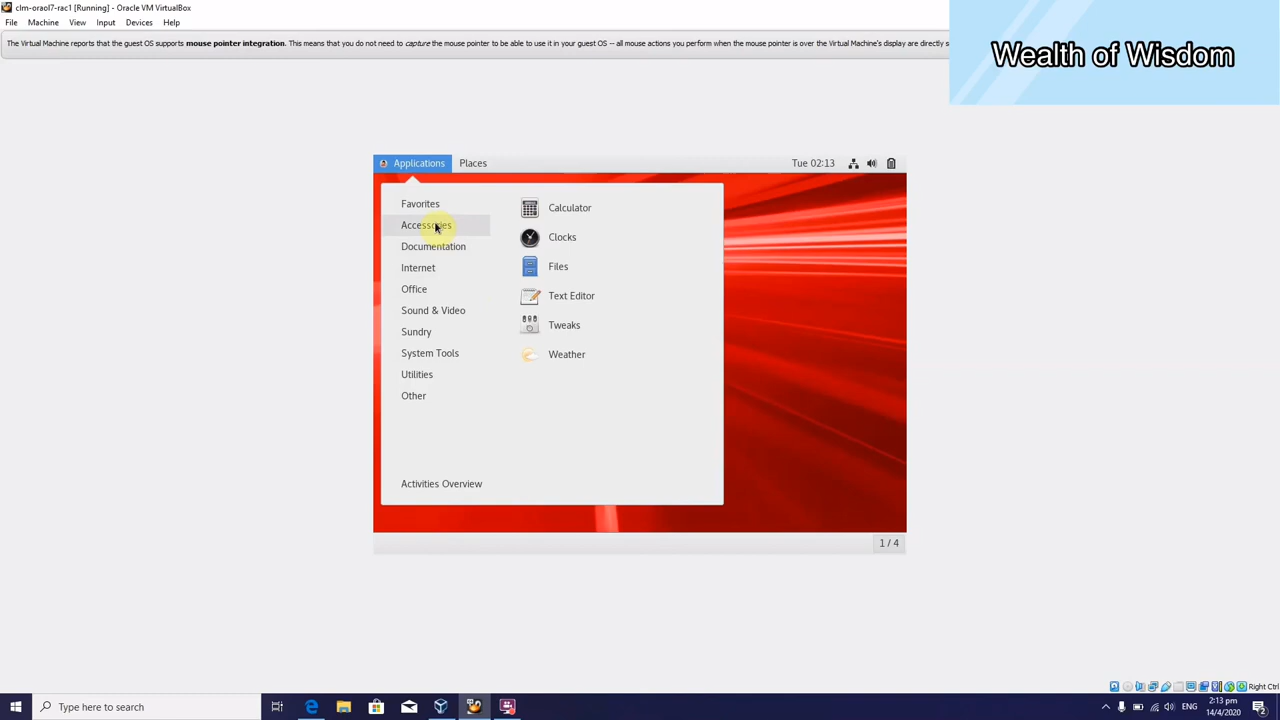 clm-oraol7-rac1 [Running] - Oracle VM VirtualBox
File Machine View Input Devices Help
The Virtual Machine reports that the guest OS supports mouse pointer integration. This means that you do not need to capture the mouse pointer to be able to use it in your guest OS -- all mouse actions you perform when the mouse pointer is over the Virtual Machine's display are directly
Wealth of Wisdom
Applications Places Tue 02:13
Favorites
Accessories
Documentation
Internet
Office
Sound & Video
Sundry
System Tools
Utilities
Other
Activities Overview
Calculator
Clocks
Files
Text Editor
Tweaks
Weather
1 / 4
Right Ctrl
Type here to search
ENG
2:13 pm
14/4/2020
2